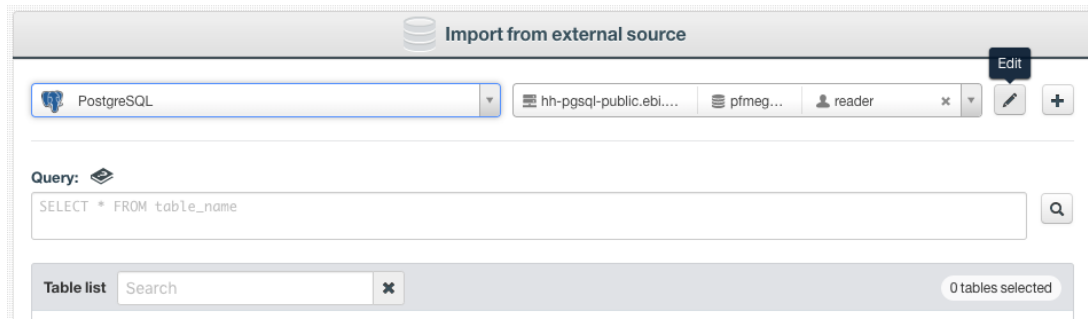 Import from external source
Edit
PostgreSQL hh-pgsql-public.ebi.... pfmeg... reader
Query:
SELECT * FROM table_name
Table list Search 0 tables selected